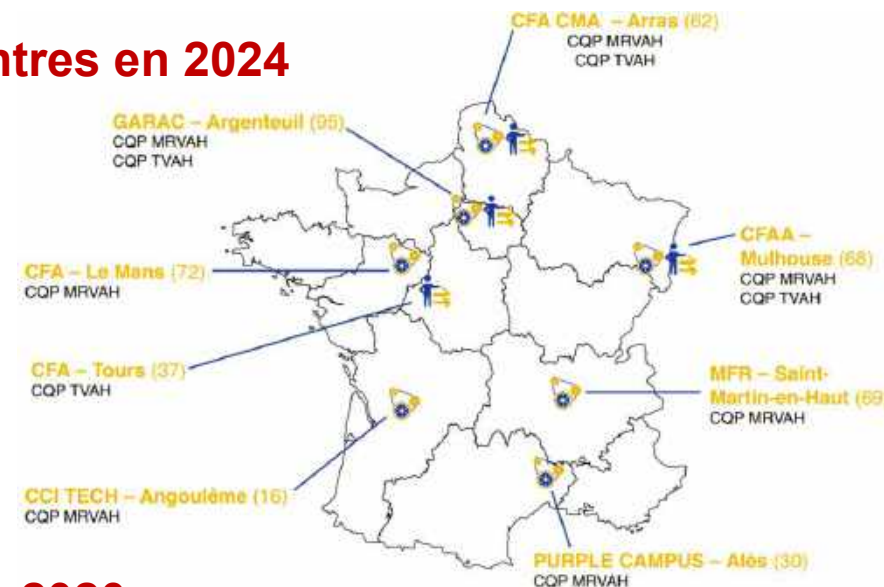 ntres en 2024
CFA CMA – Arras (62)
CQP MRVAH
CQP TVAH
GARAC – Argenteuil (95)
CQP MRVAH
CQP TVAH
CFAA –
Mulhouse (68)
CQP MRVAH
CQP TVAH
CFA – Le Mans (72)
CQP MRVAH
CFA – Tours (37)
CQP TVAH
MFR – Saint-
Martin-en-Haut (69
CQP MRVAH
CCI TECH – Angoulême (16)
CQP MRVAH
PURPLE CAMPUS – Alès (30)
CQP MRVAH